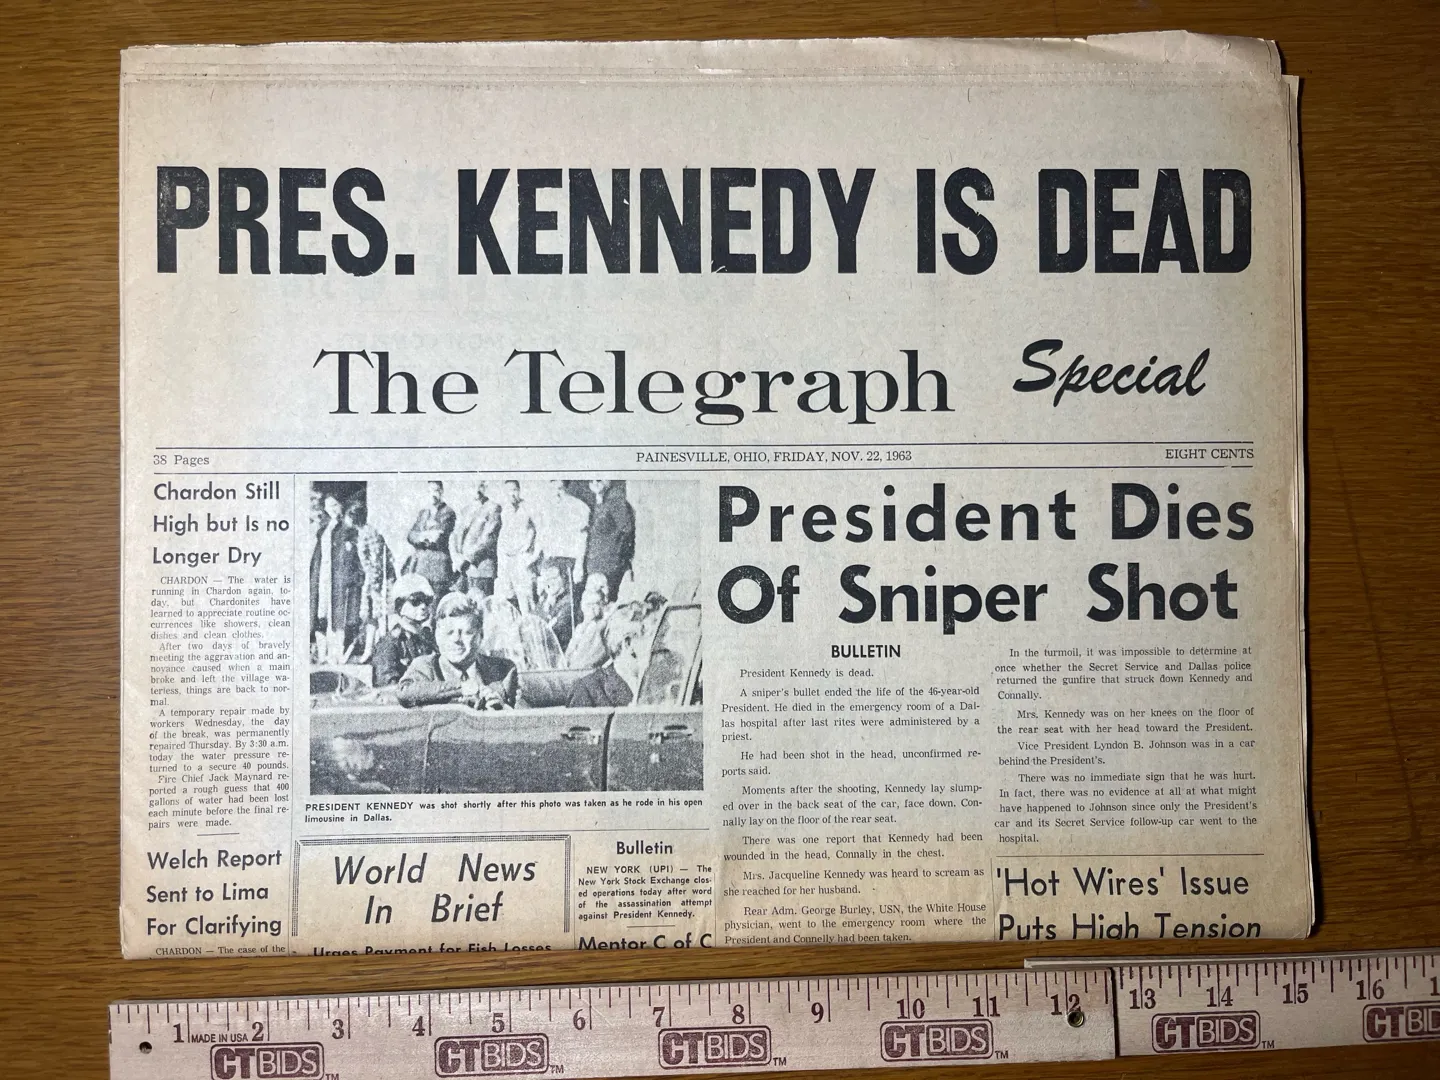 PRES. KENNEDY IS DEAD
The Telegraph Special
38 Pages
PAINESVILLE, OHIO, FRIDAY, NOV. 22, 1963
EIGHT CENTS
Chardon Still
High but Is no
Longer Dry
CHARDON — The water is
running in Chardon again, to-
day, but Chardonites have
learned to appreciate routine oc-
currences like showers, clean
dishes and clean clothes.
After two days of bravely
meeting the aggravation and an-
noyance caused when a main
broke and left the village wa-
terless, things are back to nor-
mal.
A temporary repair made by
workers Wednesday, the day
of the break, was permanently
repaired Thursday. By 3:30 a.m.
today the water pressure re-
turned to a secure 40 pounds.
Fire Chief Jack Maynard re-
ported a rough guess that 400
gallons of water had been lost
each minute before the final re-
pairs were made.
Welch Report
Sent to Lima
For Clarifying
CHARDON — The case of the
PRESIDENT KENNEDY was shot shortly after this photo was taken as he rode in his open
limousine in Dallas.
World News
In Brief
Urges Payment for Fish Losses
Bulletin
NEW YORK (UPI) — The
New York Stock Exchange clos-
ed operations today after word
of the assassination attempt
against President Kennedy.
Mentor C of C
President Dies
Of Sniper Shot
BULLETIN
President Kennedy is dead.
A sniper's bullet ended the life of the 46-year-old
President. He died in the emergency room of a Dal-
las hospital after last rites were administered by a
priest.
He had been shot in the head, unconfirmed re-
ports said.
Moments after the shooting, Kennedy lay slump-
ed over in the back seat of the car, face down. Con-
nally lay on the floor of the rear seat.
There was one report that Kennedy had been
wounded in the head, Connally in the chest.
Mrs. Jacqueline Kennedy was heard to scream as
she reached for her husband.
Rear Adm. George Burley, USN, the White House
physician, went to the emergency room where the
President and Connelly had been taken.
In the turmoil, it was impossible to determine at
once whether the Secret Service and Dallas police
returned the gunfire that struck down Kennedy and
Connally.
Mrs. Kennedy was on her knees on the floor of
the rear seat with her head toward the President.
Vice President Lyndon B. Johnson was in a car
behind the President's.
There was no immediate sign that he was hurt.
In fact, there was no evidence at all at what might
have happened to Johnson since only the President's
car and its Secret Service follow-up car went to the
hospital.
'Hot Wires' Issue
Puts High Tension
1 2 3 4 5 6 7 8 9 10 11 12 13 14 15 16
MADE IN USA
CTBIDS TM CTBIDS TM CTBIDS TM CTBIDS TM CTBIDS TM CTBID